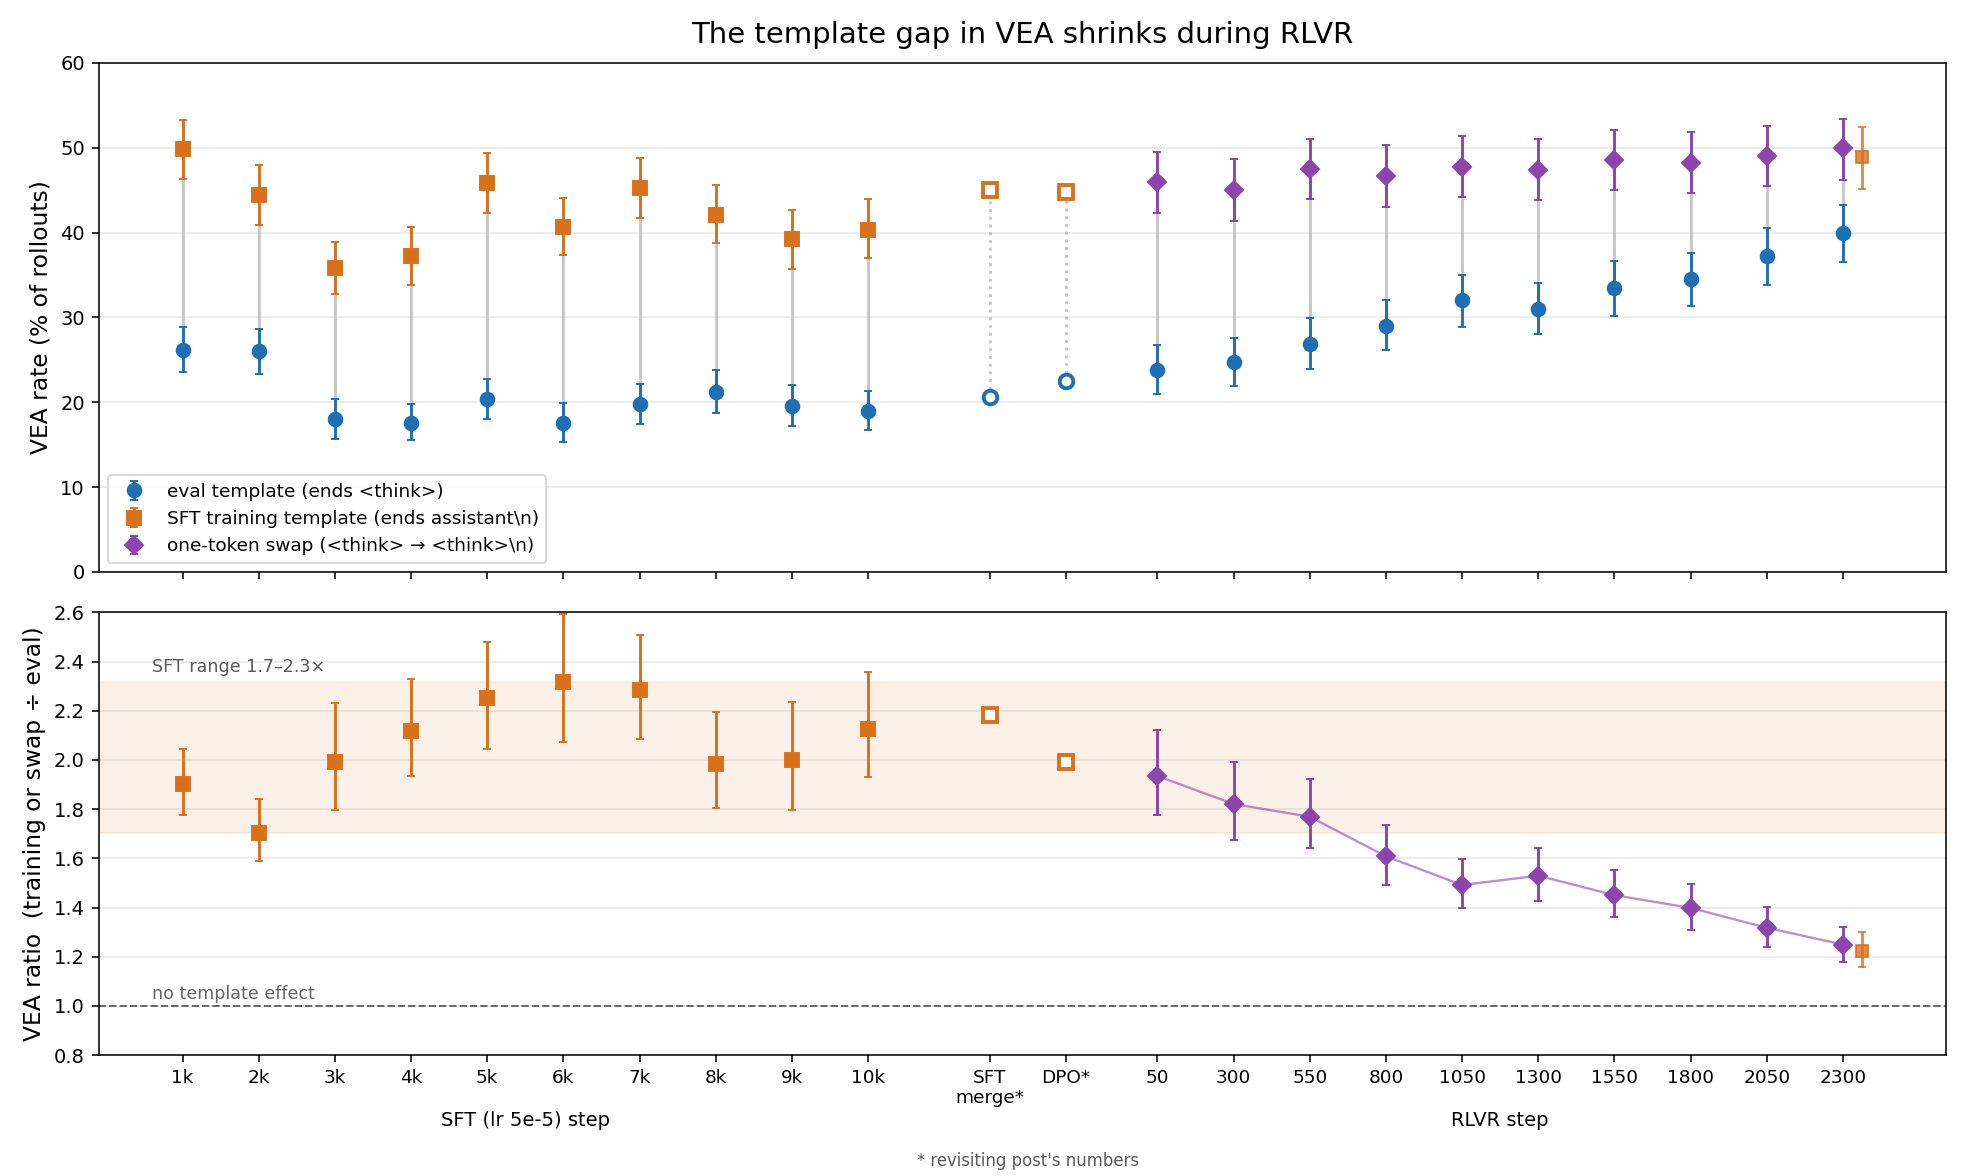 The template gap in VEA shrinks during RLVR
VEA rate (% of rollouts)
60
50
40
30
20
10
0
eval template (ends <think>)
SFT training template (ends assistant\n)
one-token swap (<think> → <think>\n)
VEA ratio (training or swap ÷ eval)
2.6
2.4
2.2
2.0
1.8
1.6
1.4
1.2
1.0
0.8
SFT range 1.7–2.3×
no template effect
1k 2k 3k 4k 5k 6k 7k 8k 9k 10k SFT DPO* 50 300 550 800 1050 1300 1550 1800 2050 2300
merge*
SFT (lr 5e-5) step RLVR step
* revisiting post's numbers